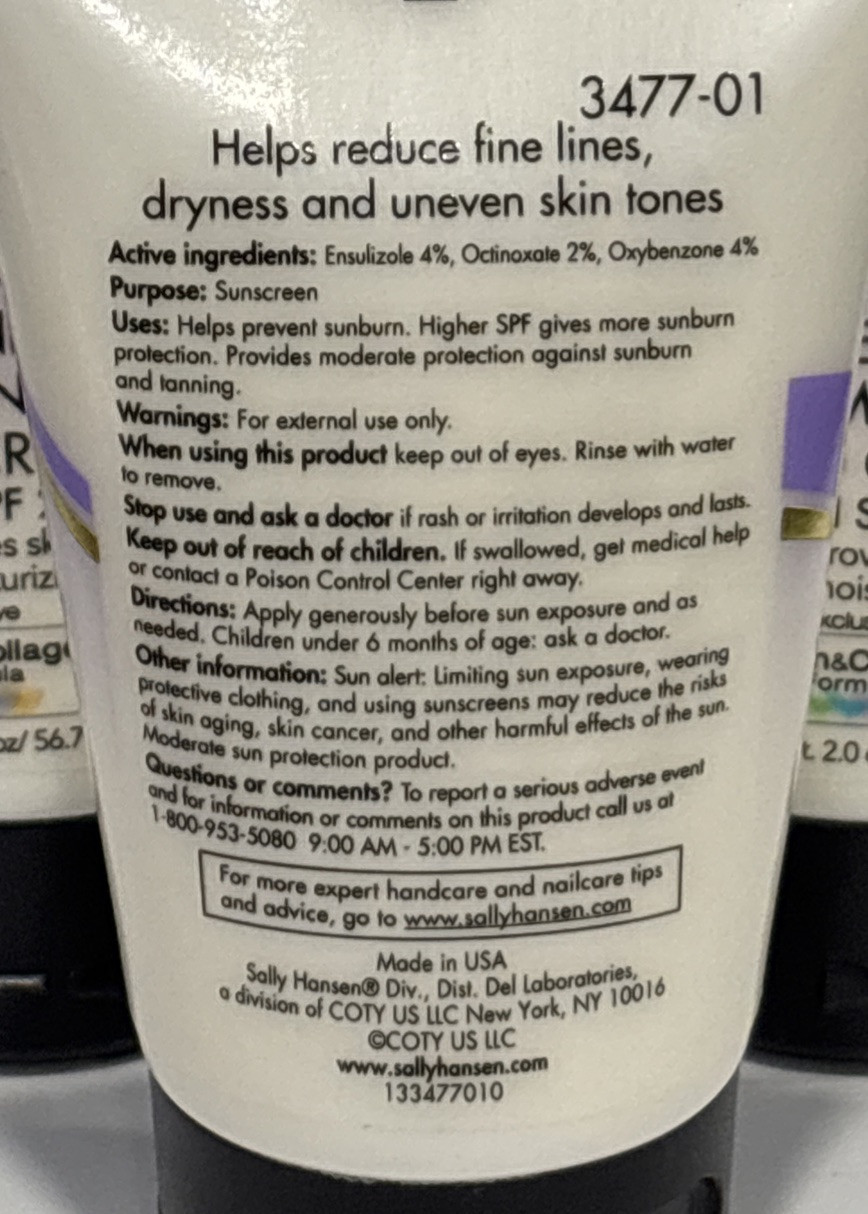 3477-01
Helps reduce fine lines,
dryness and uneven skin tones
Active ingredients: Ensulizole 4%, Octinoxate 2%, Oxybenzone 4%
Purpose: Sunscreen
Uses: Helps prevent sunburn. Higher SPF gives more sunburn
protection. Provides moderate protection against sunburn
and tanning.
Warnings: For external use only.
When using this product keep out of eyes. Rinse with water
to remove.
Stop use and ask a doctor if rash or irritation develops and lasts.
Keep out of reach of children. If swallowed, get medical help
or contact a Poison Control Center right away.
Directions: Apply generously before sun exposure and as
needed. Children under 6 months of age: ask a doctor.
Other information: Sun alert: Limiting sun exposure, wearing
protective clothing, and using sunscreens may reduce the risks
of skin aging, skin cancer, and other harmful effects of the sun.
Moderate sun protection product.
Questions or comments? To report a serious adverse event
and for information or comments on this product call us at
1-800-953-5080 9:00 AM - 5:00 PM EST.
For more expert handcare and nailcare tips
and advice, go to www.sallyhansen.com
Made in USA
Sally Hansen® Div., Dist. Del Laboratories,
a division of COTY US LLC New York, NY 10016
©COTY US LLC
www.sallyhansen.com
133477010
oz/ 56.7
2.0